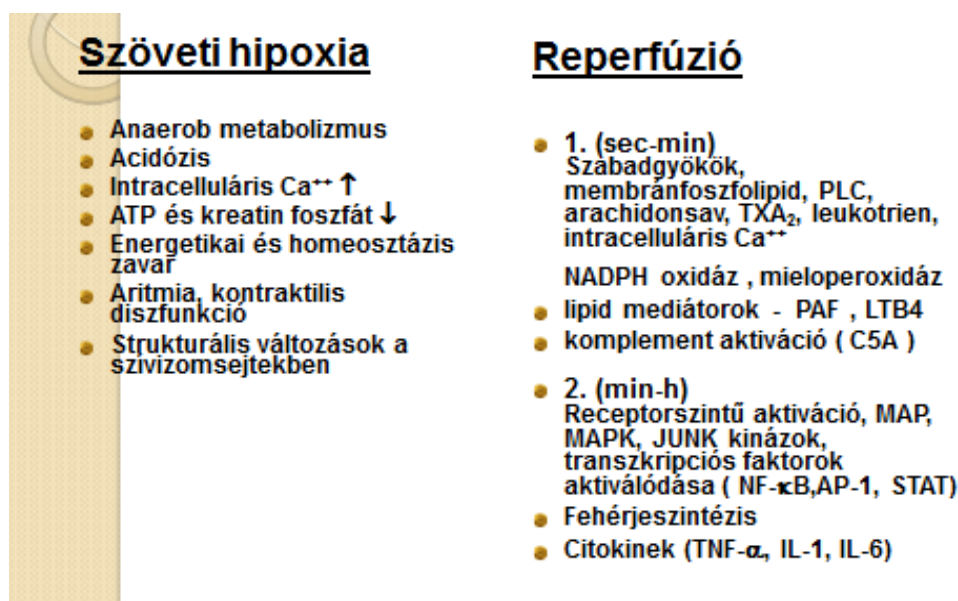 Szöveti hipoxia
Anaerob metabolizmus
Acidózis
Intracelluláris Ca⁺⁺ ↑
ATP és kreatin foszfát ↓
Energetikai és homeosztázis
zavar
Aritmia, kontraktilis
diszfunkció
Strukturális változások a
szívizomsejtekben
Reperfúzió
1. (sec-min)
Szabadgyökök,
membránfoszfolipid, PLC,
arachidonsav, TXA₂, leukotrien,
intracelluláris Ca⁺⁺
NADPH oxidáz , mieloperoxidáz
lipid mediátorok - PAF , LTB4
komplement aktiváció ( C5A )
2. (min-h)
Receptorszintű aktiváció, MAP,
MAPK, JUNK kinázok,
transzkripciós faktorok
aktiválódása ( NF-κB,AP-1, STAT)
Fehérjeszintézis
Citokinek (TNF-α, IL-1, IL-6)